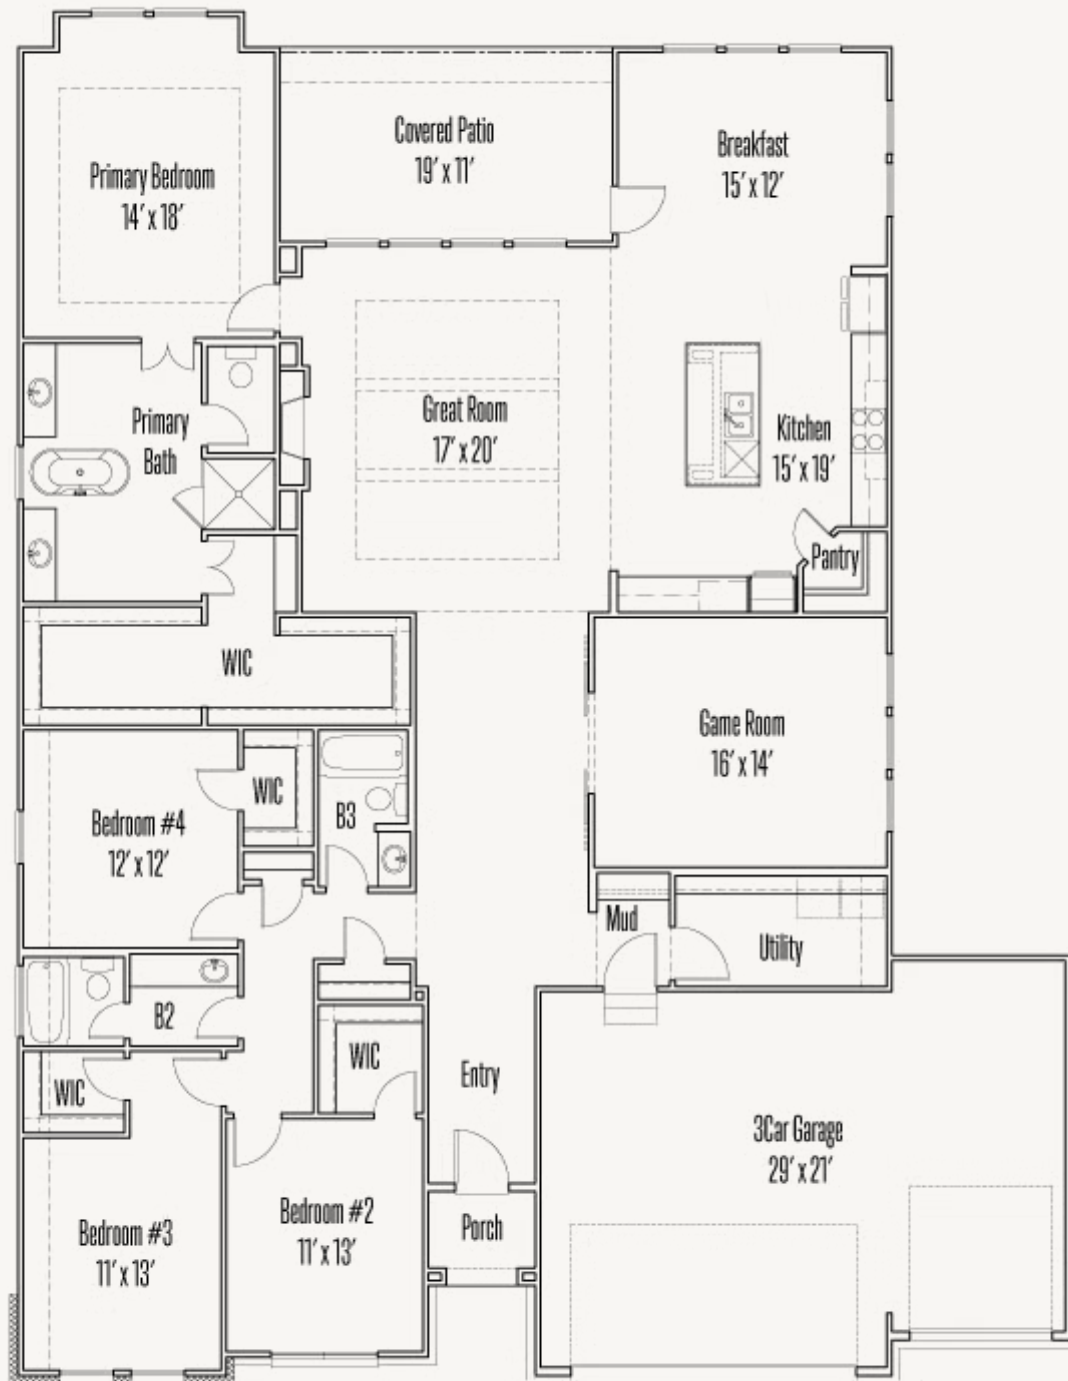 Covered Patio
19' x 11'
Breakfast
15' x 12'
Primary Bedroom
14' x 18'
Great Room
17' x 20'
Primary
Bath
Kitchen
15' x 19'
Pantry
WIC
Game Room
16' x 14'
WIC
B3
Bedroom #4
12' x 12'
Mud
Utility
B2
WIC
WIC
Entry
3Car Garage
29' x 21'
Bedroom #2
11' x 13'
Porch
Bedroom #3
11' x 13'